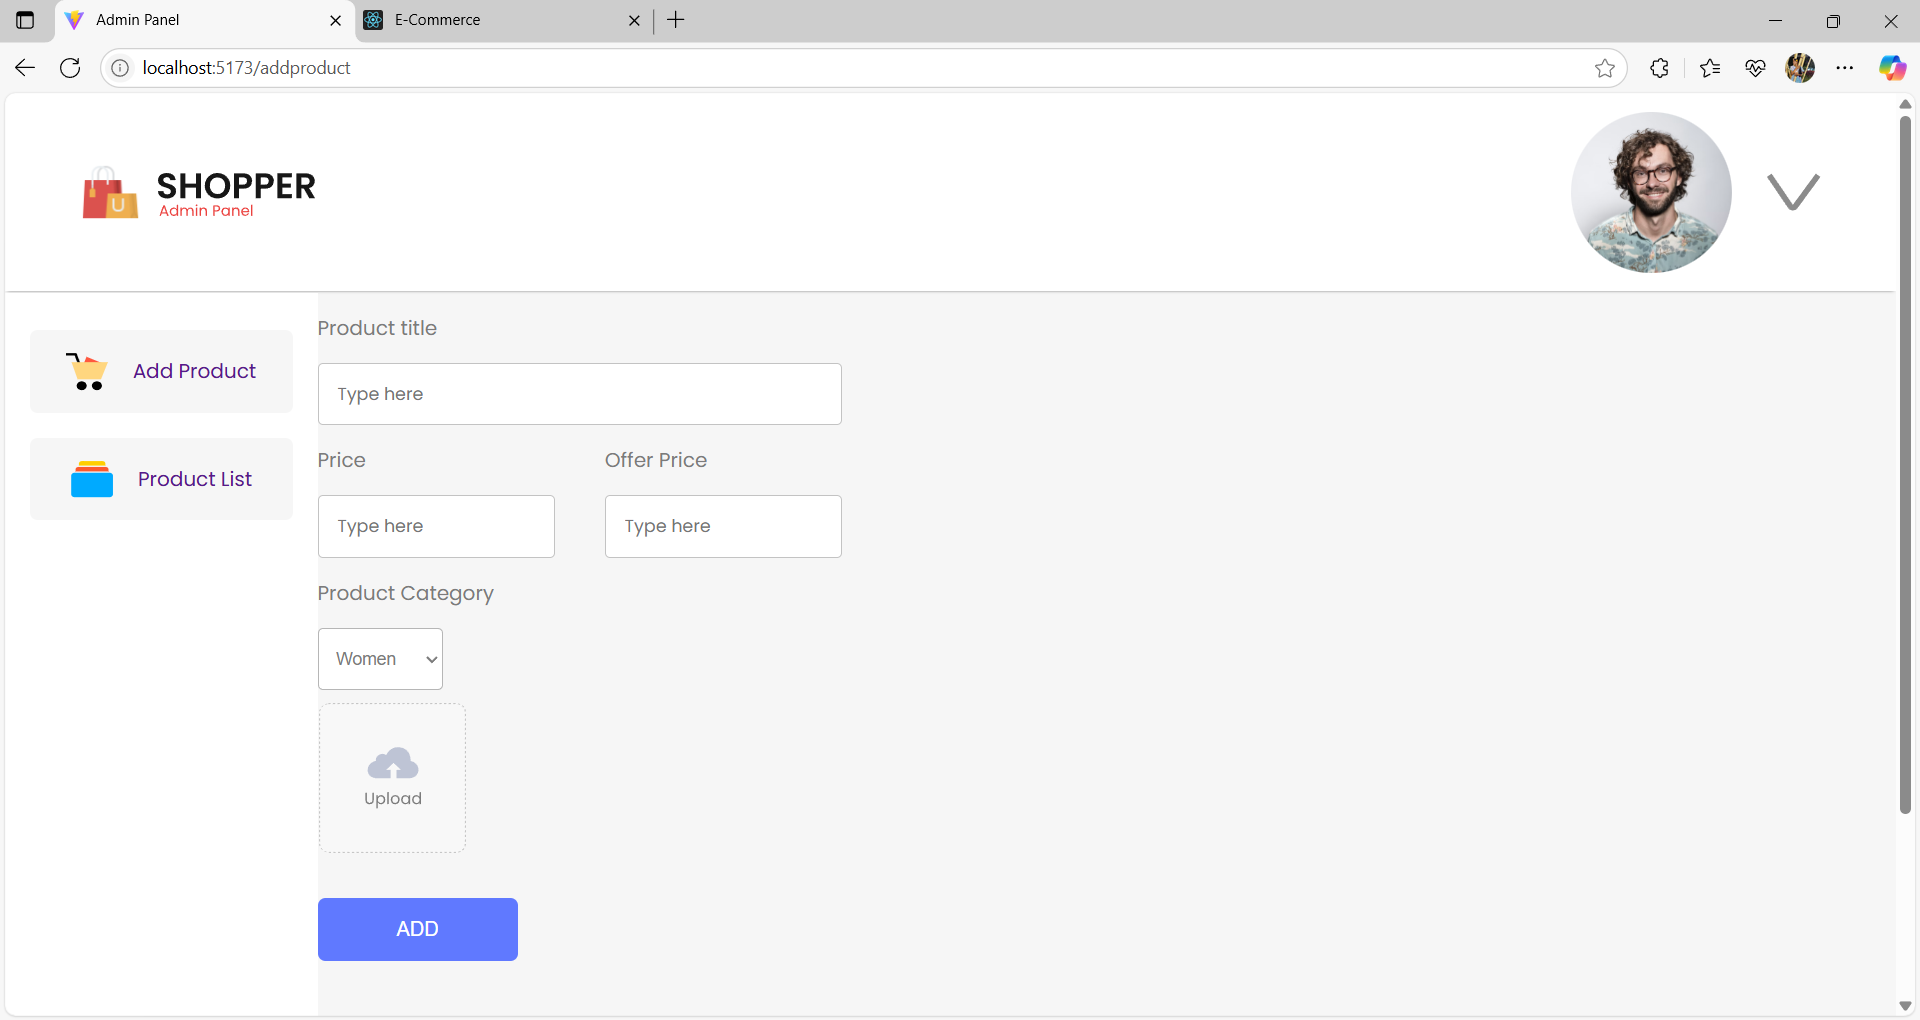 Admin Panel
E-Commerce
localhost:5173/addproduct
SHOPPER
Admin Panel
Add Product
Product List
Product title
Type here
Price
Offer Price
Type here
Type here
Product Category
Women
Upload
ADD
U